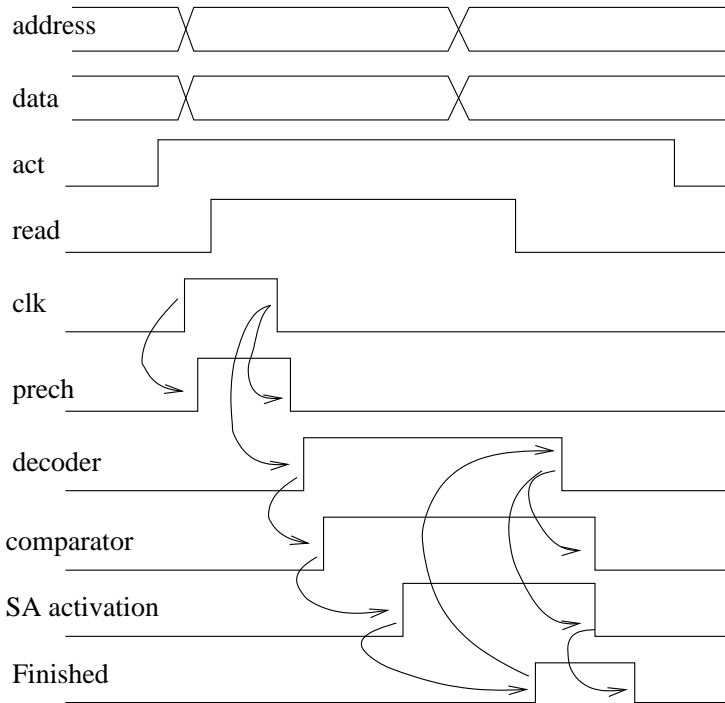 address
data
act
read
clk
prech
decoder
comparator
SA activation
Finished